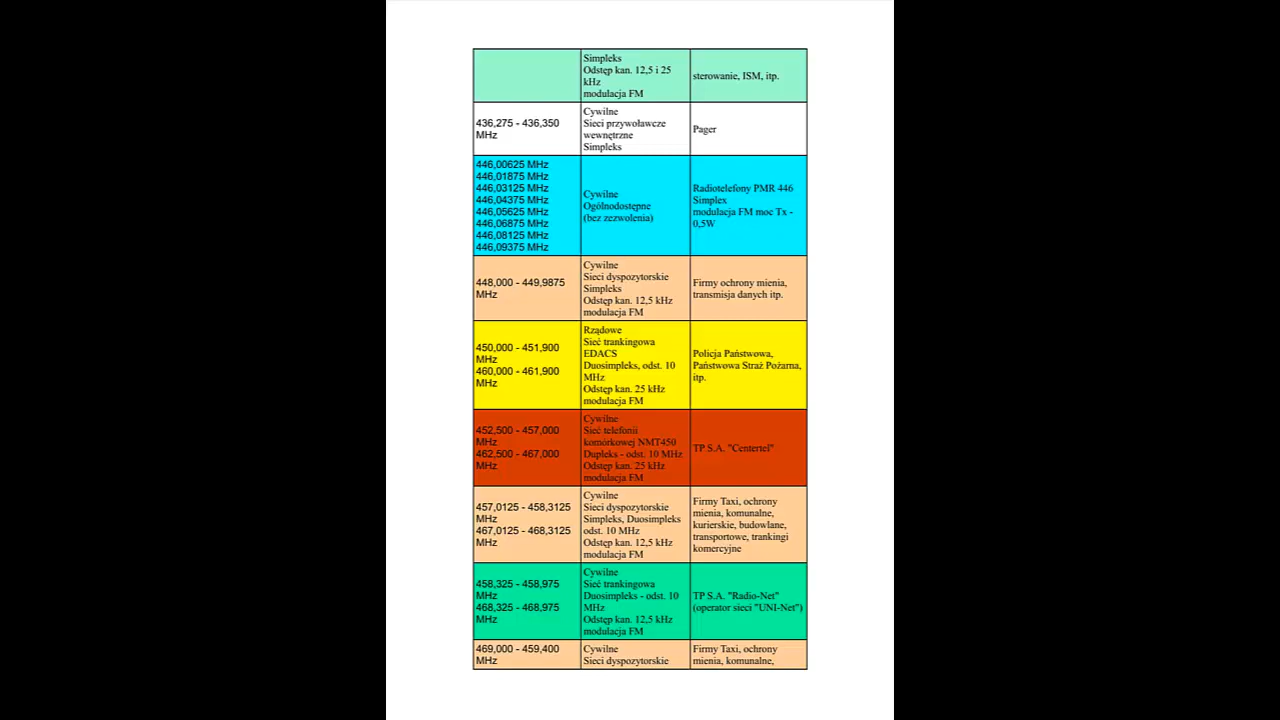 Simpleks
Odstęp kan. 12,5 i 25
kHz
modulacja FM
sterowanie, ISM, itp.
436,275 - 436,350
MHz
Cywilne
Sieci przywoławcze
wewnętrzne
Simpleks
Pager
446,00625 MHz
446,01875 MHz
446,03125 MHz
446,04375 MHz
446,05625 MHz
446,06875 MHz
446,08125 MHz
446,09375 MHz
Cywilne
Ogólnodostępne
(bez zezwolenia)
Radiotelefony PMR 446
Simplex
modulacja FM moc Tx -
0,5W
448,000 - 449,9875
MHz
Cywilne
Sieci dyspozytorskie
Simpleks
Odstęp kan. 12,5 kHz
modulacja FM
Firmy ochrony mienia,
transmisja danych itp.
450,000 - 451,900
MHz
460,000 - 461,900
MHz
Rządowe
Sieć trankingowa
EDACS
Duosimpleks, odst. 10
MHz
Odstęp kan. 25 kHz
modulacja FM
Policja Państwowa,
Państwowa Straż Pożarna,
itp.
452,500 - 457,000
MHz
462,500 - 467,000
MHz
Cywilne
Sieć telefonii
komórkowej NMT450
Dupleks - odst. 10 MHz
Odstęp kan. 25 kHz
modulacja FM
TP S.A. "Centertel"
457,0125 - 458,3125
MHz
467,0125 - 468,3125
MHz
Cywilne
Sieci dyspozytorskie
Simpleks, Duosimpleks
odst. 10 MHz
Odstęp kan. 12,5 kHz
modulacja FM
Firmy Taxi, ochrony
mienia, komunalne,
kurierskie, budowlane,
transportowe, trankingi
komercyjne
458,325 - 458,975
MHz
468,325 - 468,975
MHz
Cywilne
Sieć trankingowa
Duosimpleks - odst. 10
MHz
Odstęp kan. 12,5 kHz
modulacja FM
TP S.A. "Radio-Net"
(operator sieci "UNI-Net")
469,000 - 459,400
MHz
Cywilne
Sieci dyspozytorskie
Firmy Taxi, ochrony
mienia, komunalne,